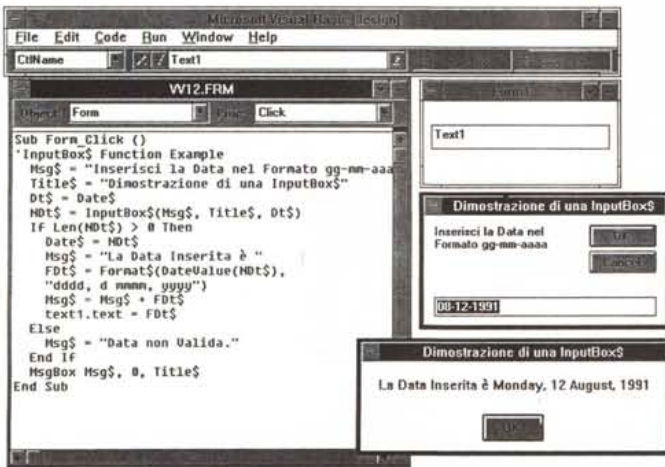 Microsoft Visual Basic [design]
File Edit Code Run Window Help
CtlName Text1
VV12.FRM
Object: Form Proc: Click
Sub Form_Click ()
'InputBox$ Function Example
Msg$ = "Inserisci la Data nel Formato gg-mm-aaa
Title$ = "Dimostrazione di una InputBox$"
Dt$ = Date$
NDt$ = InputBox$(Msg$, Title$, Dt$)
If Len(NDt$) > 0 Then
Date$ = NDt$
Msg$ = "La Data Inserita è "
FDt$ = Format$(DateValue(NDt$),
"dddd, d mmmm, yyyy")
Msg$ = Msg$ + FDt$
text1.text = FDt$
Else
Msg$ = "Data non Valida."
End If
MsgBox Msg$, 0, Title$
End Sub
Form1
Text1
Dimostrazione di una InputBox$
Inserisci la Data nel
Formato gg-mm-aaaa
OK
Cancel
08-12-1991
Dimostrazione di una InputBox$
La Data Inserita è Monday, 12 August, 1991
OK